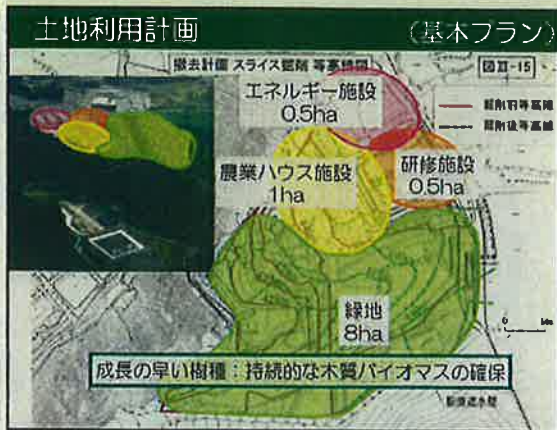 土地利用計画
(基本プラン)
撤去計画 スライス掘削 等高線図
図Ⅲ-15
エネルギー施設
0.5ha
掘削前等高線
掘削後等高線
農業ハウス施設
1ha
研修施設
0.5ha
緑地
8ha
成長の早い樹種：持続的な木質バイオマスの確保